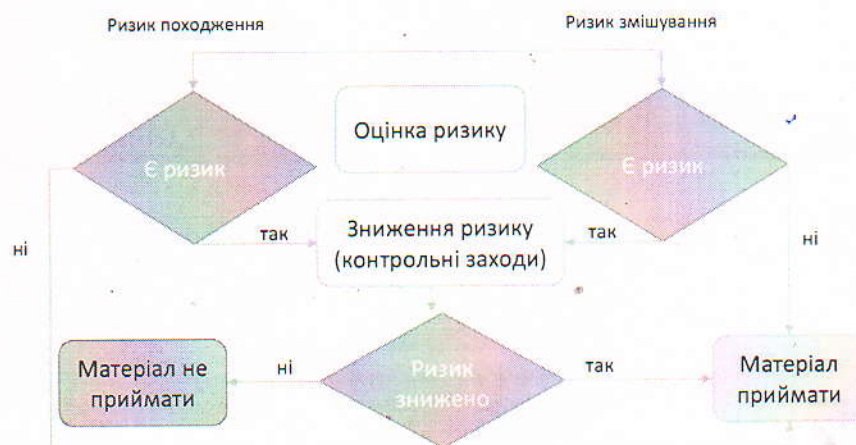 Ризик походження
Ризик змішування
Оцінка ризику
Є ризик
Є ризик
ні
так
Зниження ризику
(контрольні заходи)
так
ні
Матеріал не
приймати
ні
Ризик
знижено
так
Матеріал
приймати